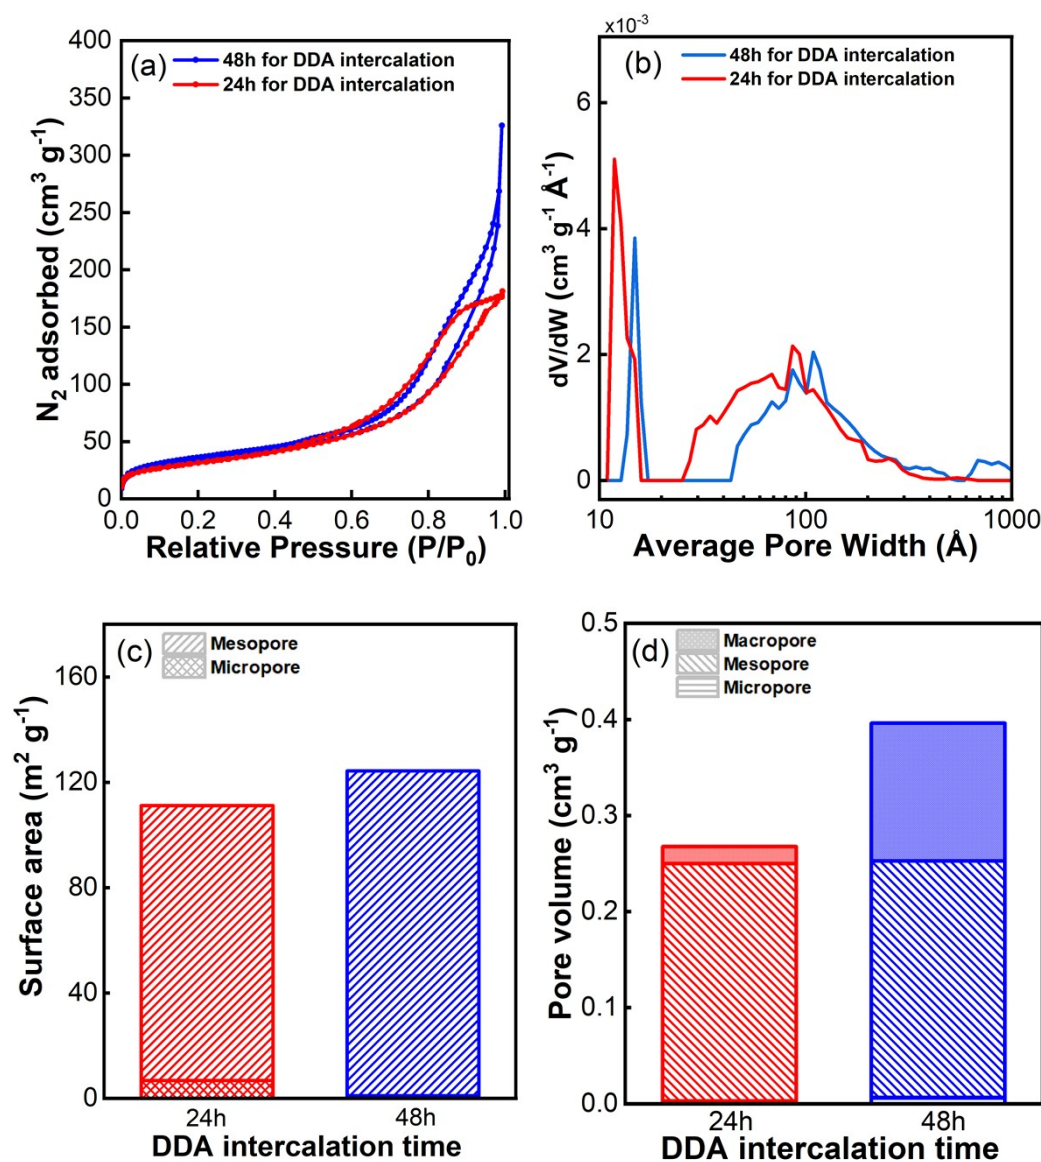 (a)
48h for DDA intercalation
24h for DDA intercalation
400
350
300
250
200
150
100
50
0
N₂ adsorbed (cm³ g⁻¹)
0.0 0.2 0.4 0.6 0.8 1.0
Relative Pressure (P/P₀)
x10⁻³
(b)
48h for DDA intercalation
24h for DDA intercalation
6
4
2
0
dV/dW (cm³ g⁻¹ Å⁻¹)
10 100 1000
Average Pore Width (Å)
(c)
Mesopore
Micropore
160
120
80
40
0
Surface area (m² g⁻¹)
24h 48h
DDA intercalation time
(d)
Macropore
Mesopore
Micropore
0.5
0.4
0.3
0.2
0.1
0.0
Pore volume (cm³ g⁻¹)
24h 48h
DDA intercalation time